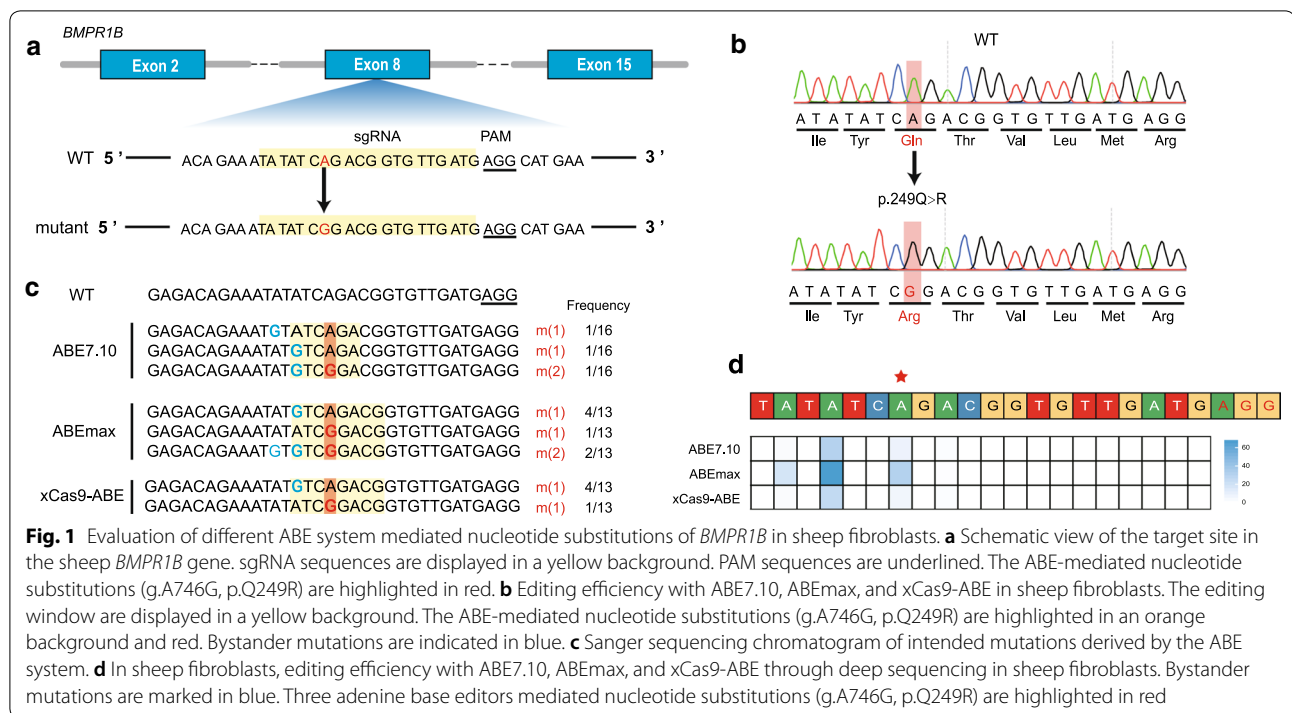 a
BMPR1B
Exon 2
Exon 8
Exon 15
sgRNA
PAM
WT 5 ’ ACA GAAA TA TAT CAGACG GTG TTGATG AGG CAT GAA 3 ’
mutant 5 ’ ACA GAAA TA TAT CGGACG GTG TTGATG AGG CAT GAA 3 ’
b
WT
A T A T A T C A G A C G G T G T T G A T G A G G
Ile Tyr Gln Thr Val Leu Met Arg
p.249Q>R
A T A T A T C G G A C G G T G T T G A T G A G G
Ile Tyr Arg Thr Val Leu Met Arg
c
WT GAGACAGAAATATATCAGACGGTGTTGATGAGG
Frequency
ABE7.10
GAGACAGAAATGTATCAGACGGTGTTGATGAGG m(1) 1/16
GAGACAGAAATATGTCAGACGGTGTTGATGAGG m(1) 1/16
GAGACAGAAATATGTCGGACGGTGTTGATGAGG m(2) 1/16
ABEmax
GAGACAGAAATATGTCAGACGGTGTTGATGAGG m(1) 4/13
GAGACAGAAATATATCGGACGGTGTTGATGAGG m(1) 1/13
GAGACAGAAATGTGTCGGACGGTGTTGATGAGG m(2) 2/13
xCas9-ABE
GAGACAGAAATATGTCAGACGGTGTTGATGAGG m(1) 4/13
GAGACAGAAATATATCGGACGGTGTTGATGAGG m(1) 1/13
d
T A T A T C A G A C G G T G T T G A T G A G G
ABE7.10
ABEmax
xCas9-ABE
60
40
20
0
Fig. 1 Evaluation of different ABE system mediated nucleotide substitutions of BMPR1B in sheep fibroblasts. a Schematic view of the target site in
the sheep BMPR1B gene. sgRNA sequences are displayed in a yellow background. PAM sequences are underlined. The ABE-mediated nucleotide
substitutions (g.A746G, p.Q249R) are highlighted in red. b Editing efficiency with ABE7.10, ABEmax, and xCas9-ABE in sheep fibroblasts. The editing
window are displayed in a yellow background. The ABE-mediated nucleotide substitutions (g.A746G, p.Q249R) are highlighted in an orange
background and red. Bystander mutations are indicated in blue. c Sanger sequencing chromatogram of intended mutations derived by the ABE
system. d In sheep fibroblasts, editing efficiency with ABE7.10, ABEmax, and xCas9-ABE through deep sequencing in sheep fibroblasts. Bystander
mutations are marked in blue. Three adenine base editors mediated nucleotide substitutions (g.A746G, p.Q249R) are highlighted in red